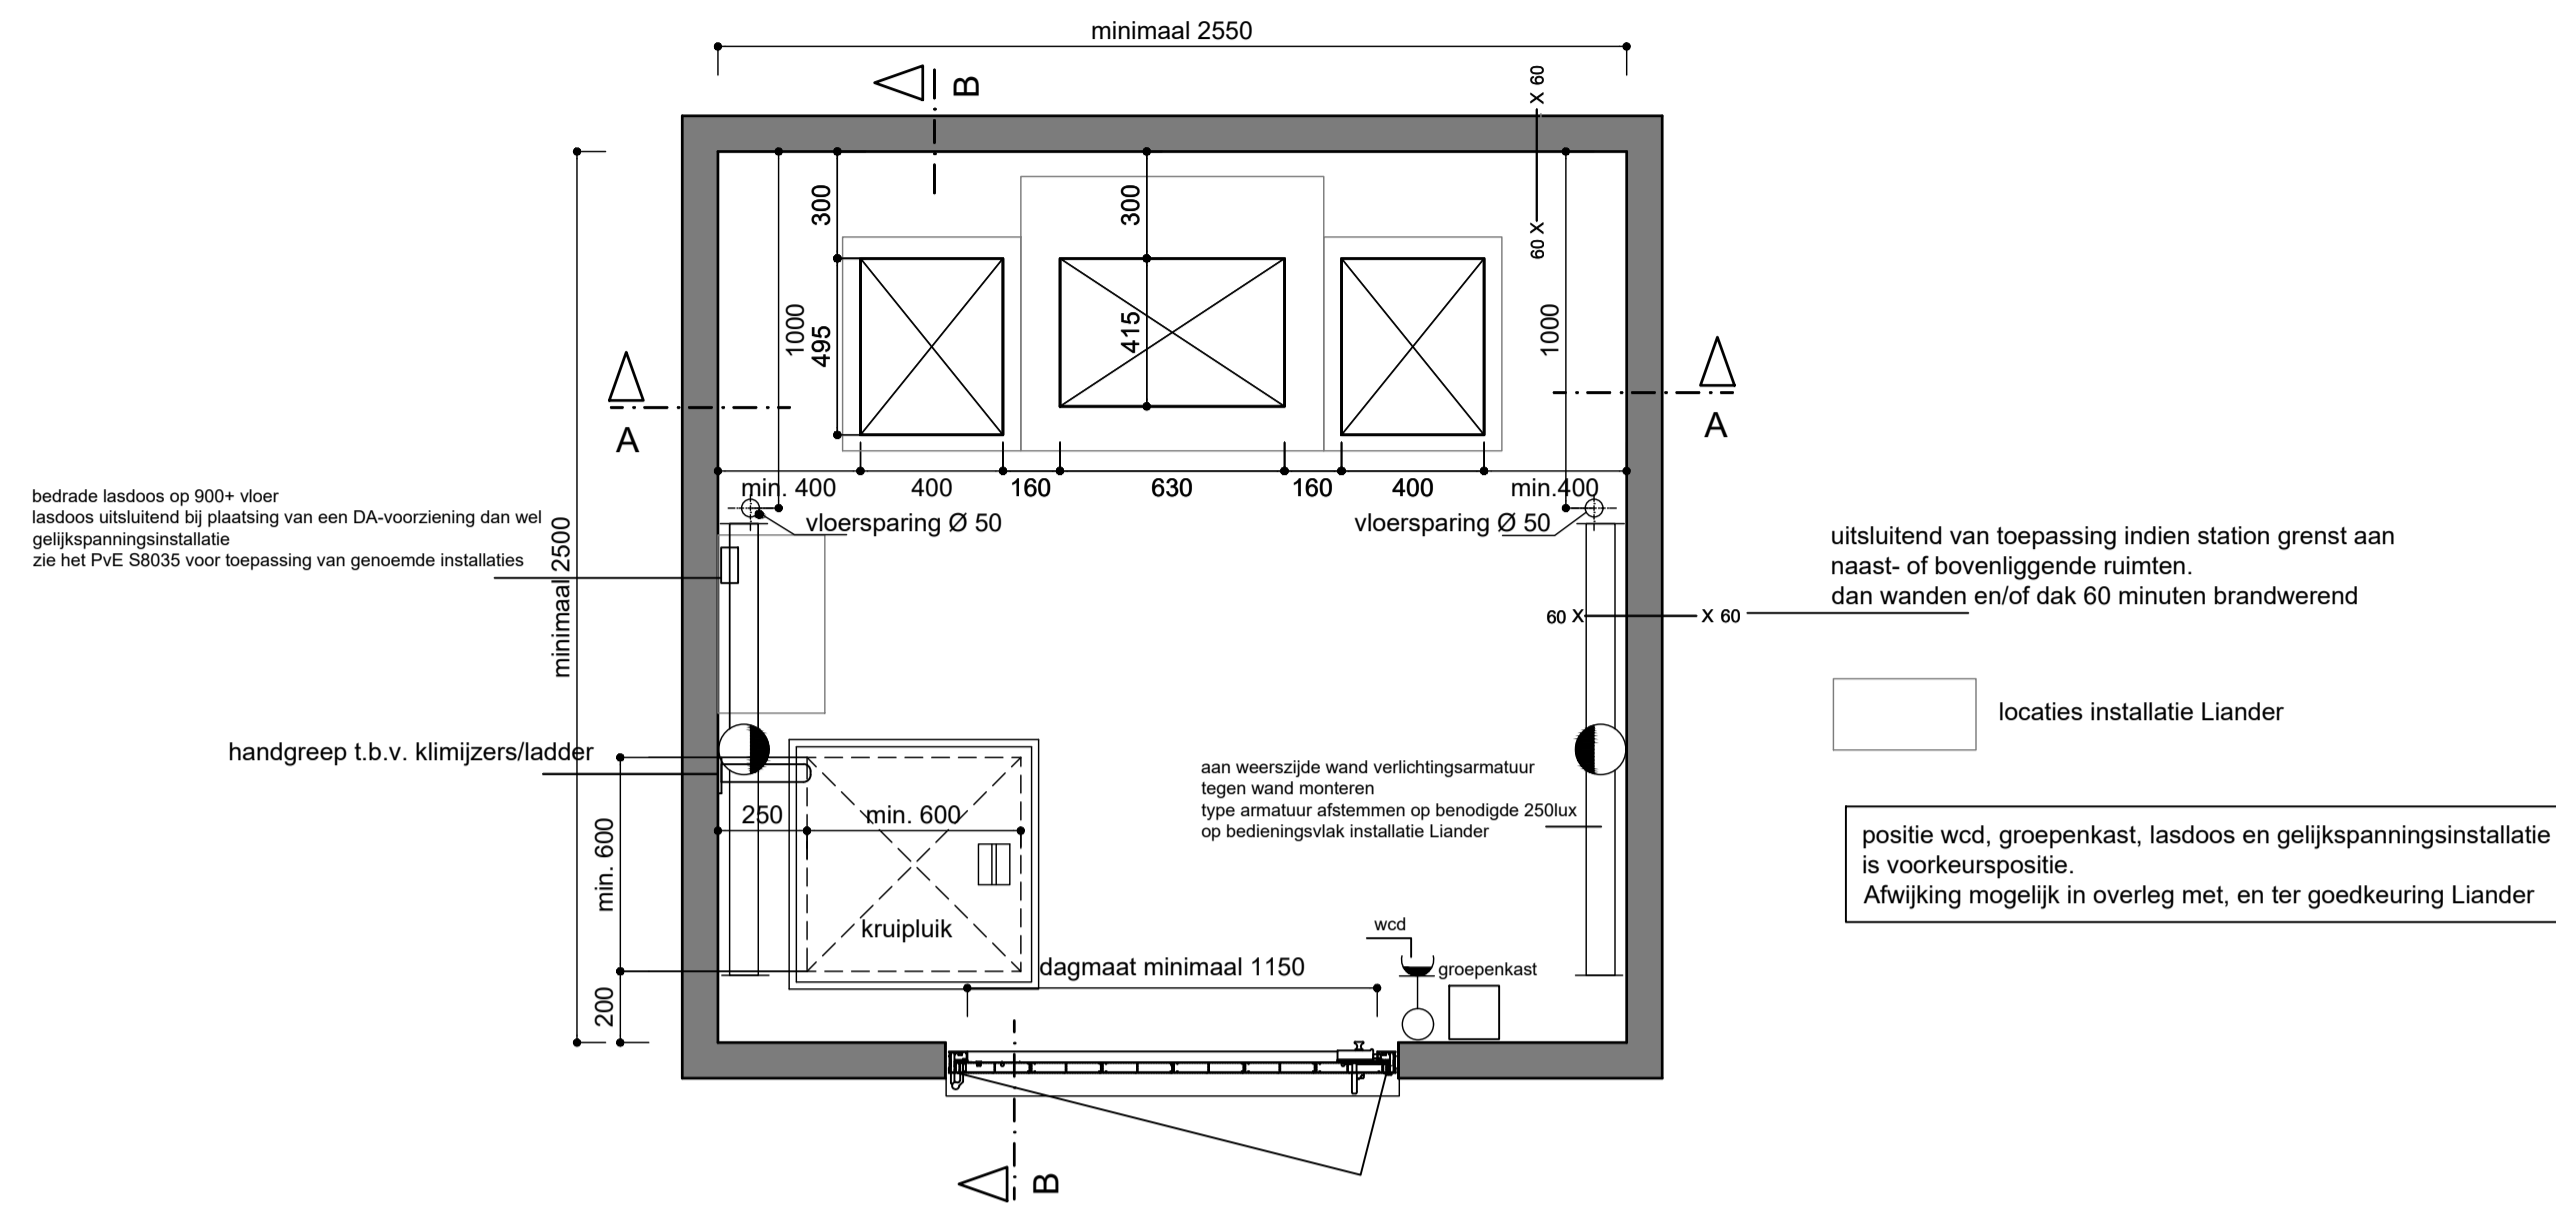 minimaal 2550
B
X 60
60 X
300
300
1000
495
415
1000
A
A
min. 400
400
160
630
160
400
min.400
vloersparing Ø 50
vloersparing Ø 50
bedrade lasdoos op 900+ vloer
lasdoos uitsluitend bij plaatsing van een DA-voorziening dan wel
gelijkspanningsinstallatie
zie het PvE S8035 voor toepassing van genoemde installaties
minimaal 2500
uitsluitend van toepassing indien station grenst aan
naast- of bovenliggende ruimten.
dan wanden en/of dak 60 minuten brandwerend
60 X
X 60
locaties installatie Liander
handgreep t.b.v. klimijzers/ladder
aan weerszijde wand verlichtingsarmatuur
tegen wand monteren
type armatuur afstemmen op benodigde 250lux
op bedieningsvlak installatie Liander
250
min. 600
min. 600
kruipluik
200
positie wcd, groepenkast, lasdoos en gelijkspanningsinstallatie
is voorkeurspositie.
Afwijking mogelijk in overleg met, en ter goedkeuring Liander
wcd
groepenkast
dagmaat minimaal 1150
B